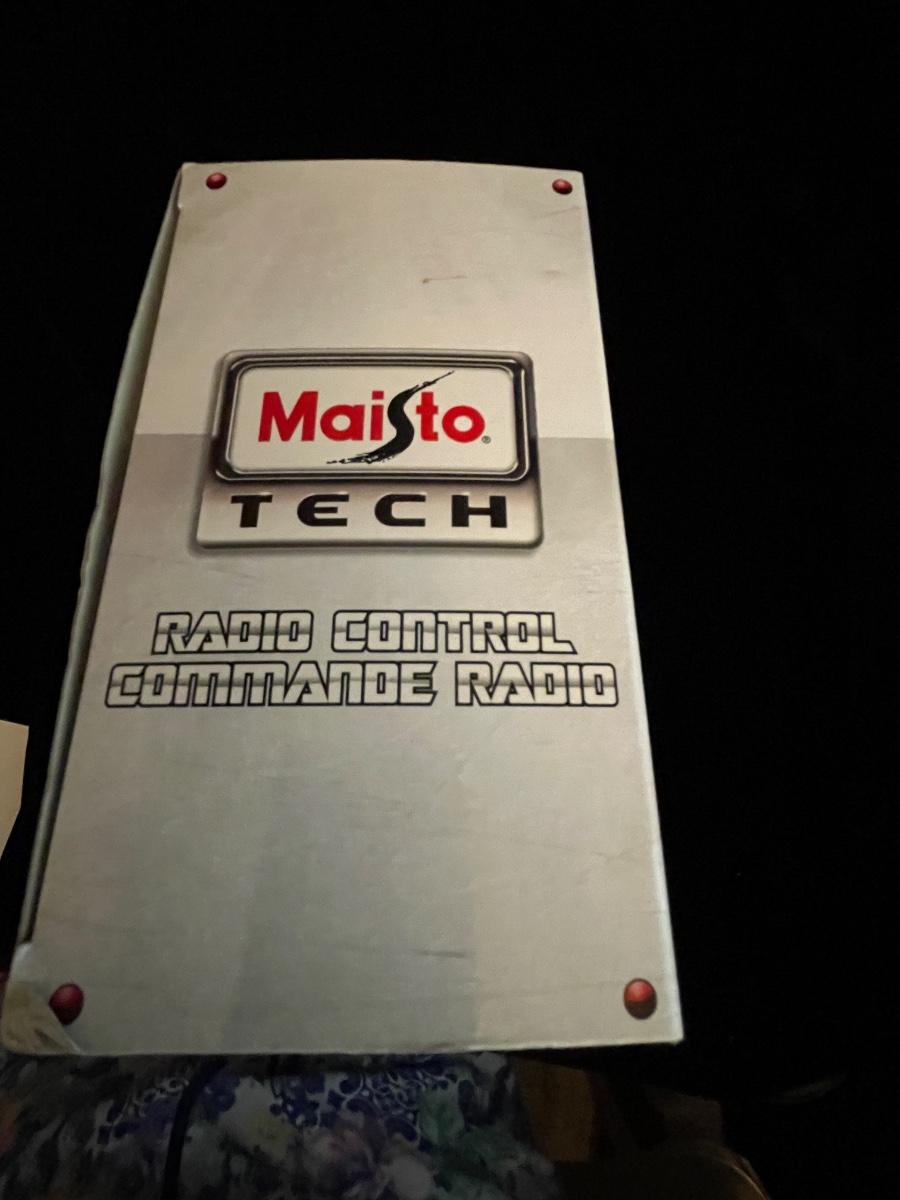 Maisto®
TECH
RADIO CONTROL
COMMANDE RADIO